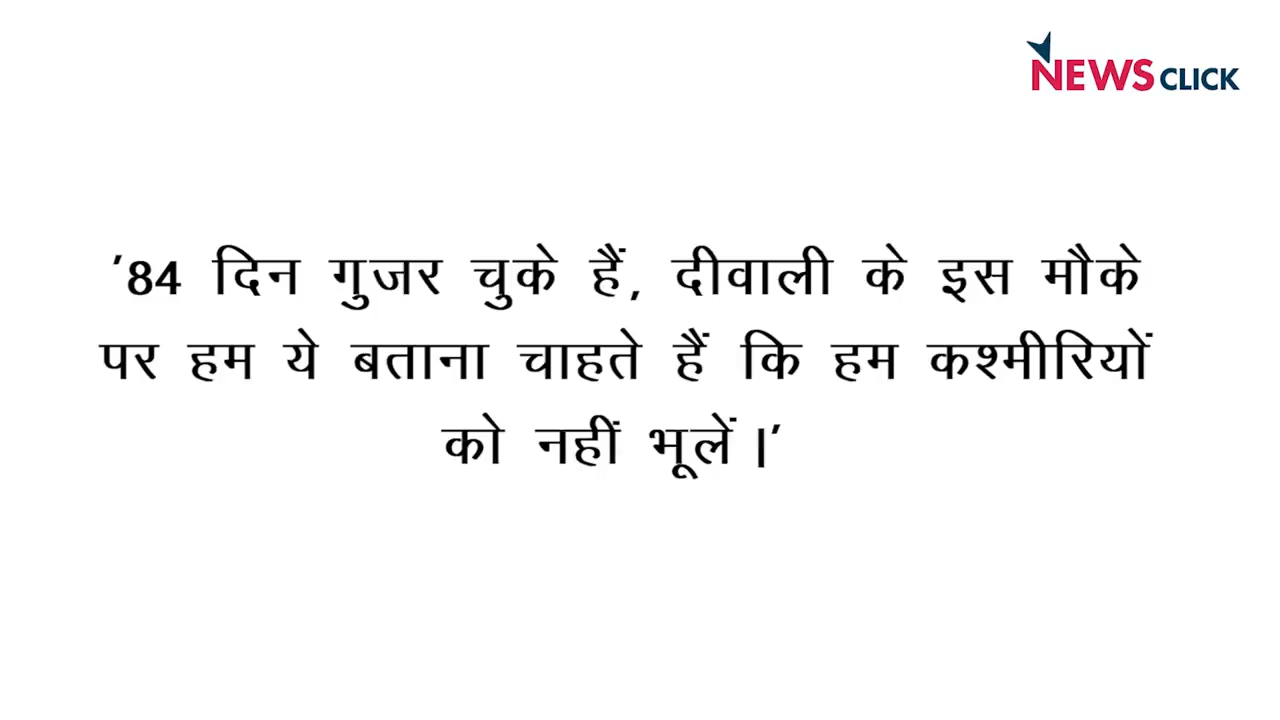 NEWS CLICK
'84 दिन गुजर चुके हैं, दीवाली के इस मौके
पर हम ये बताना चाहते हैं कि हम कश्मीरियों
को नहीं भूलें।'